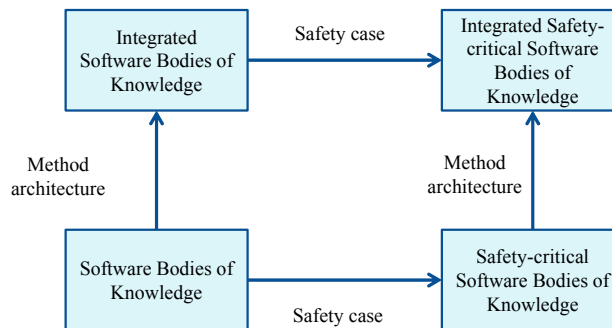 Integrated
Software Bodies of
Knowledge
Safety case
Integrated Safety-
critical Software
Bodies of
Knowledge
Method
architecture
Method
architecture
Software Bodies of
Knowledge
Safety case
Safety-critical
Software Bodies of
Knowledge